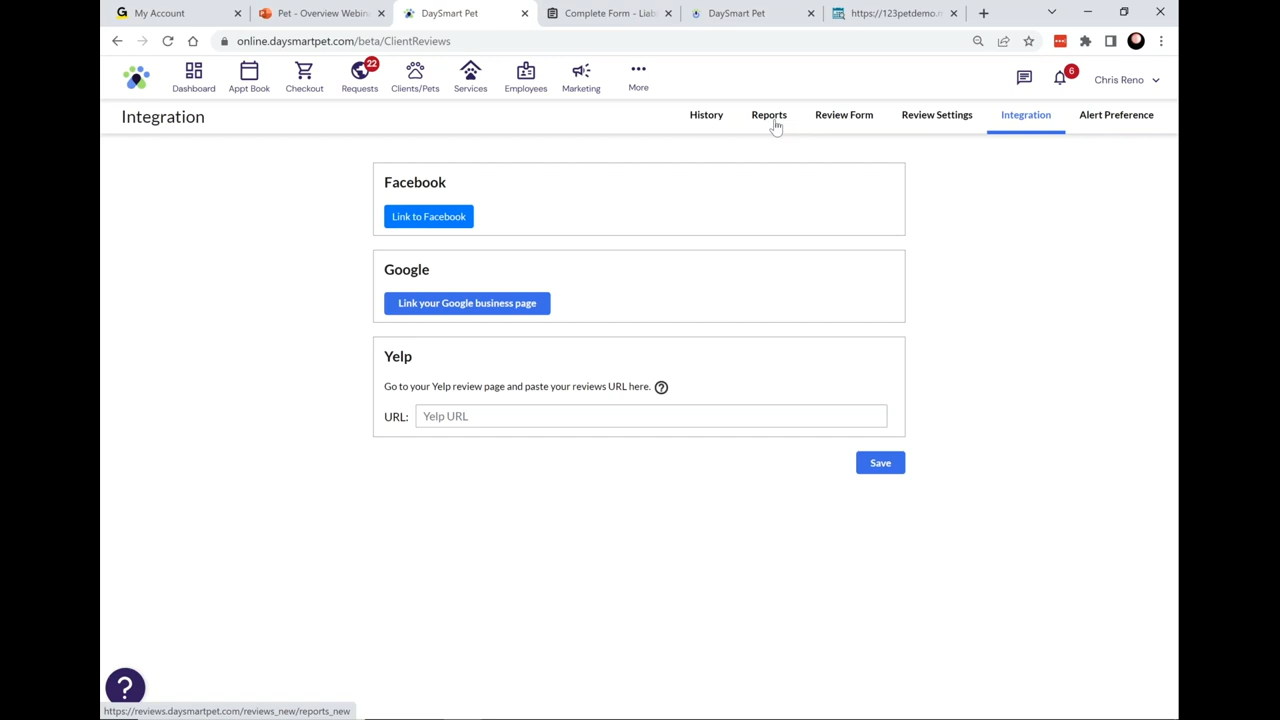 My Account
Pet - Overview Webin
DaySmart Pet
Complete Form - Liab
DaySmart Pet
https://123petdemo.m
online.daysmartpet.com/beta/ClientReviews
Dashboard
Appt Book
Checkout
22
Requests
Clients/Pets
Services
Employees
Marketing
More
6
Chris Reno
Integration
History
Reports
Review Form
Review Settings
Integration
Alert Preference
Facebook
Link to Facebook
Google
Link your Google business page
Yelp
Go to your Yelp review page and paste your reviews URL here. ?
URL: Yelp URL
Save
?
https://reviews.daysmartpet.com/reviews_new/reports_new